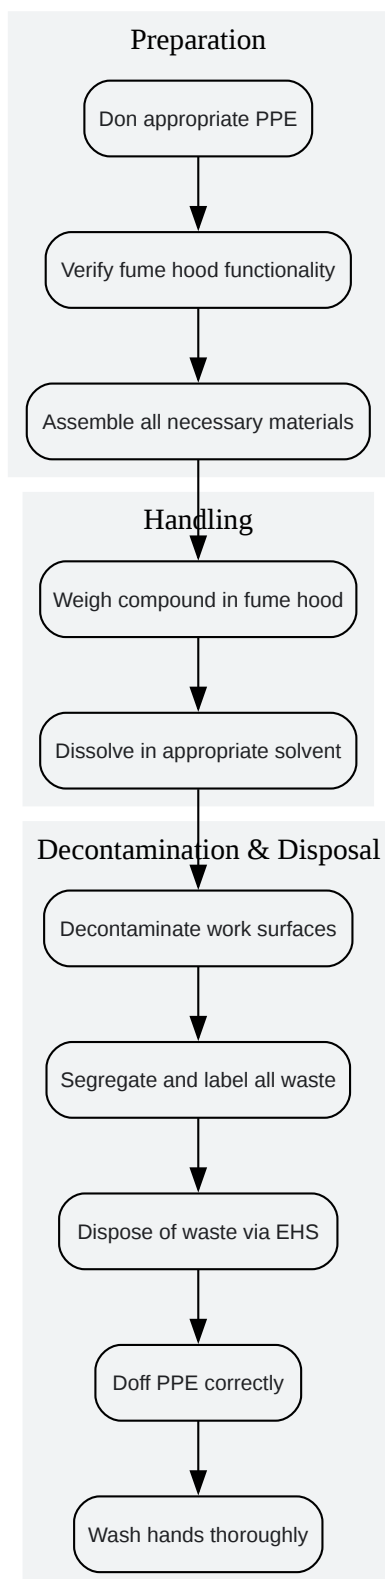 Preparation
Don appropriate PPE
Verify fume hood functionality
Assemble all necessary materials
Handling
Weigh compound in fume hood
Dissolve in appropriate solvent
Decontamination & Disposal
Decontaminate work surfaces
Segregate and label all waste
Dispose of waste via EHS
Doff PPE correctly
Wash hands thoroughly